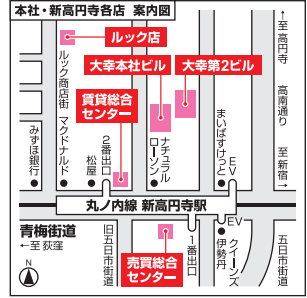 本社・新高円寺各店 案内図
ルック店
大幸本社ビル
大幸第2ビル
賃貸総合
センター
←至高円寺
高南通り
至新宿→
ルック商店街
マクドナルド
みずほ銀行
松屋
2番出口
ナチュラル
ローソン
まいばすけっと
EV
丸ノ内線 新高円寺駅
青梅街道
←至 荻窪
旧五日市街道
売買総合
センター
1番出口
EV
クイーンズ
伊勢丹
五日市街道
N